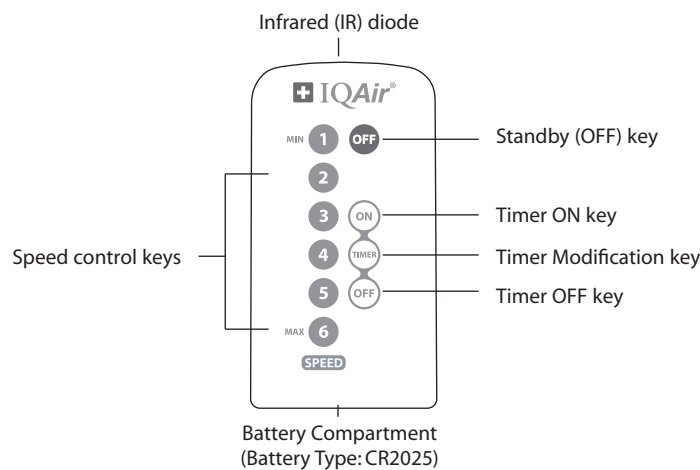 Infrared (IR) diode
IQAir®
MIN 1 OFF
Standby (OFF) key
2
3 ON
Timer ON key
Speed control keys
4 TIMER
Timer Modification key
5 OFF
Timer OFF key
MAX 6
SPEED
Battery Compartment
(Battery Type: CR2025)